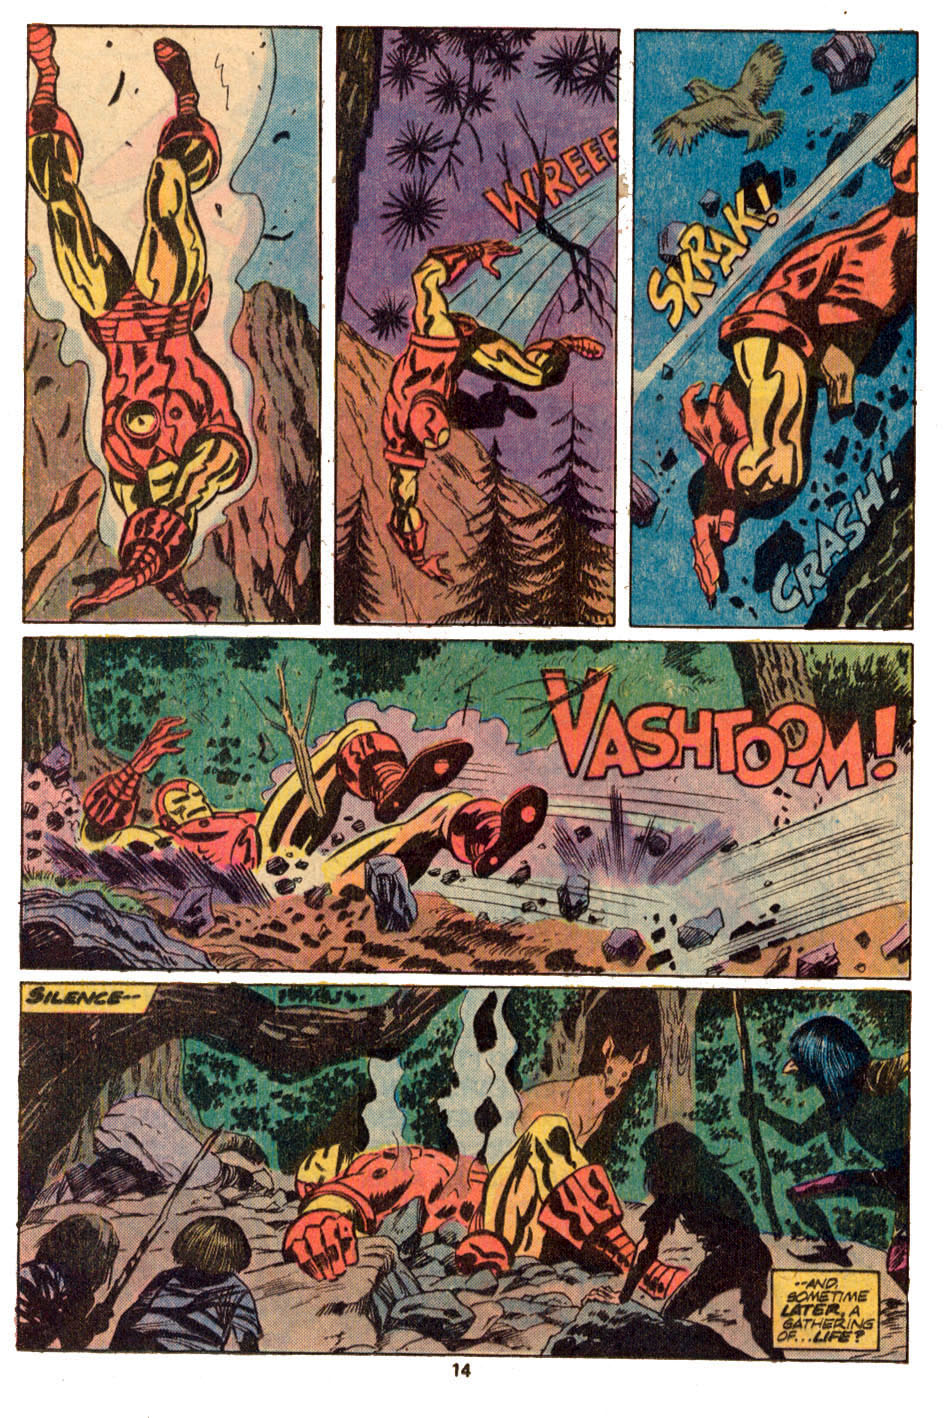 WREEE
SKRAK!
CRASH!
VASHTOOM!
SILENCE--
--AND,
SOMETIME
LATER, A
GATHERING
OF... LIFE?
14